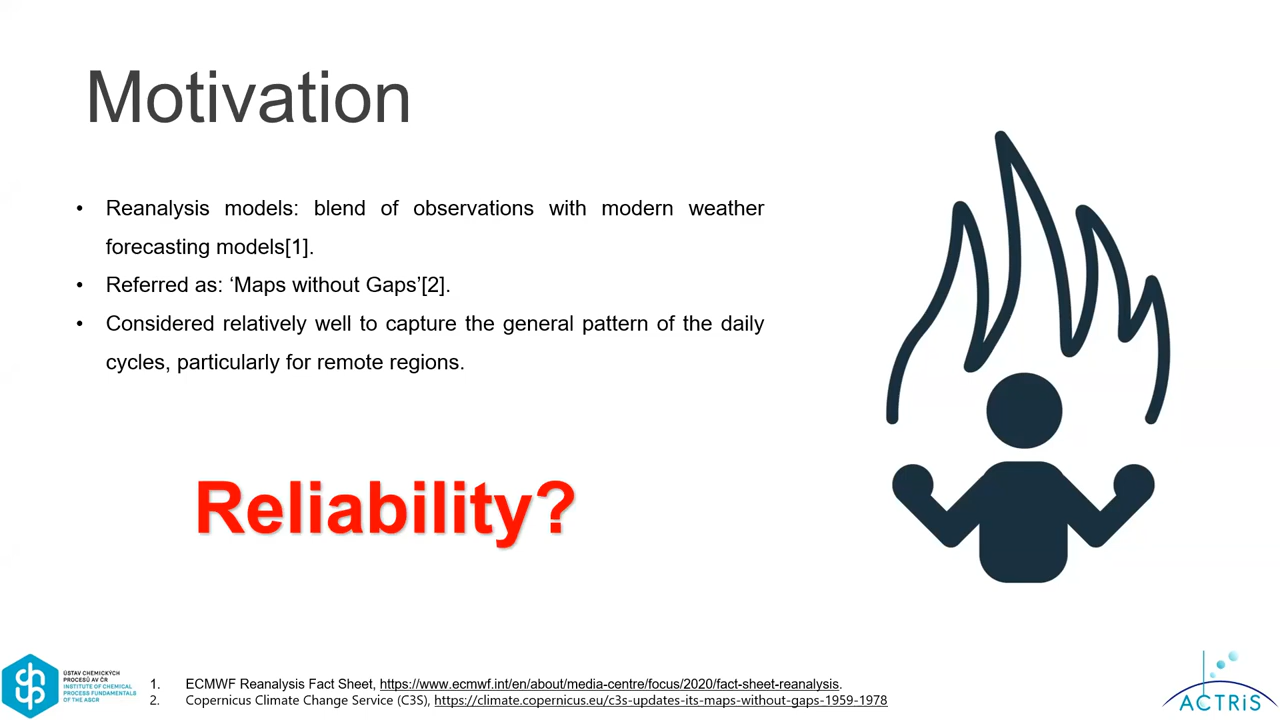 Motivation
• Reanalysis models: blend of observations with modern weather
forecasting models[1].
• Referred as: ‘Maps without Gaps’[2].
• Considered relatively well to capture the general pattern of the daily
cycles, particularly for remote regions.
Reliability?
ÚSTAV CHEMICKÝCH
PROCESŮ AV ČR
INSTITUTE OF CHEMICAL
PROCESS FUNDAMENTALS
OF THE ASCR
1. ECMWF Reanalysis Fact Sheet, https://www.ecmwf.int/en/about/media-centre/focus/2020/fact-sheet-reanalysis.
2. Copernicus Climate Change Service (C3S), https://climate.copernicus.eu/c3s-updates-its-maps-without-gaps-1959-1978
ACTRiS